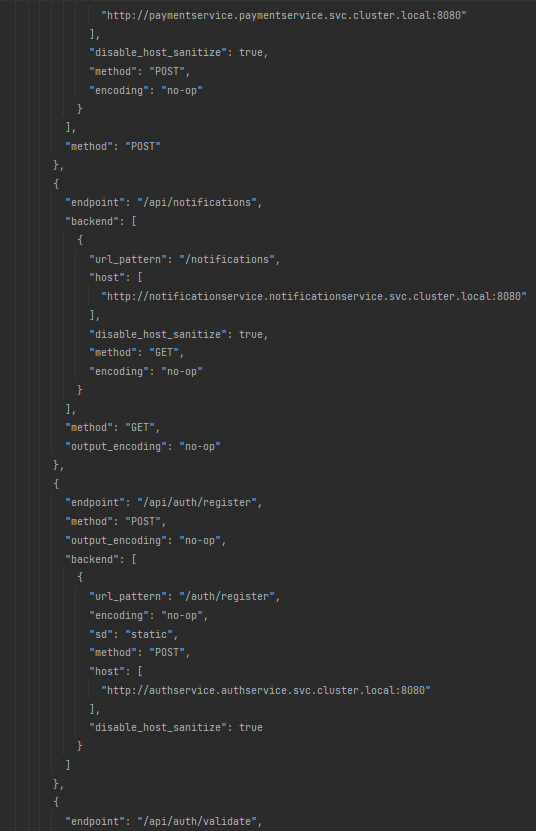 "http://paymentservice.paymentservice.svc.cluster.local:8080"
],
"disable_host_sanitize": true,
"method": "POST",
"encoding": "no-op"
}
],
"method": "POST"
},
{
"endpoint": "/api/notifications",
"backend": [
{
"url_pattern": "/notifications",
"host": [
"http://notificationservice.notificationservice.svc.cluster.local:8080"
],
"disable_host_sanitize": true,
"method": "GET",
"encoding": "no-op"
}
],
"method": "GET",
"output_encoding": "no-op"
},
{
"endpoint": "/api/auth/register",
"method": "POST",
"output_encoding": "no-op",
"backend": [
{
"url_pattern": "/auth/register",
"encoding": "no-op",
"sd": "static",
"method": "POST",
"host": [
"http://authservice.authservice.svc.cluster.local:8080"
],
"disable_host_sanitize": true
}
]
},
{
"endpoint": "/api/auth/validate",